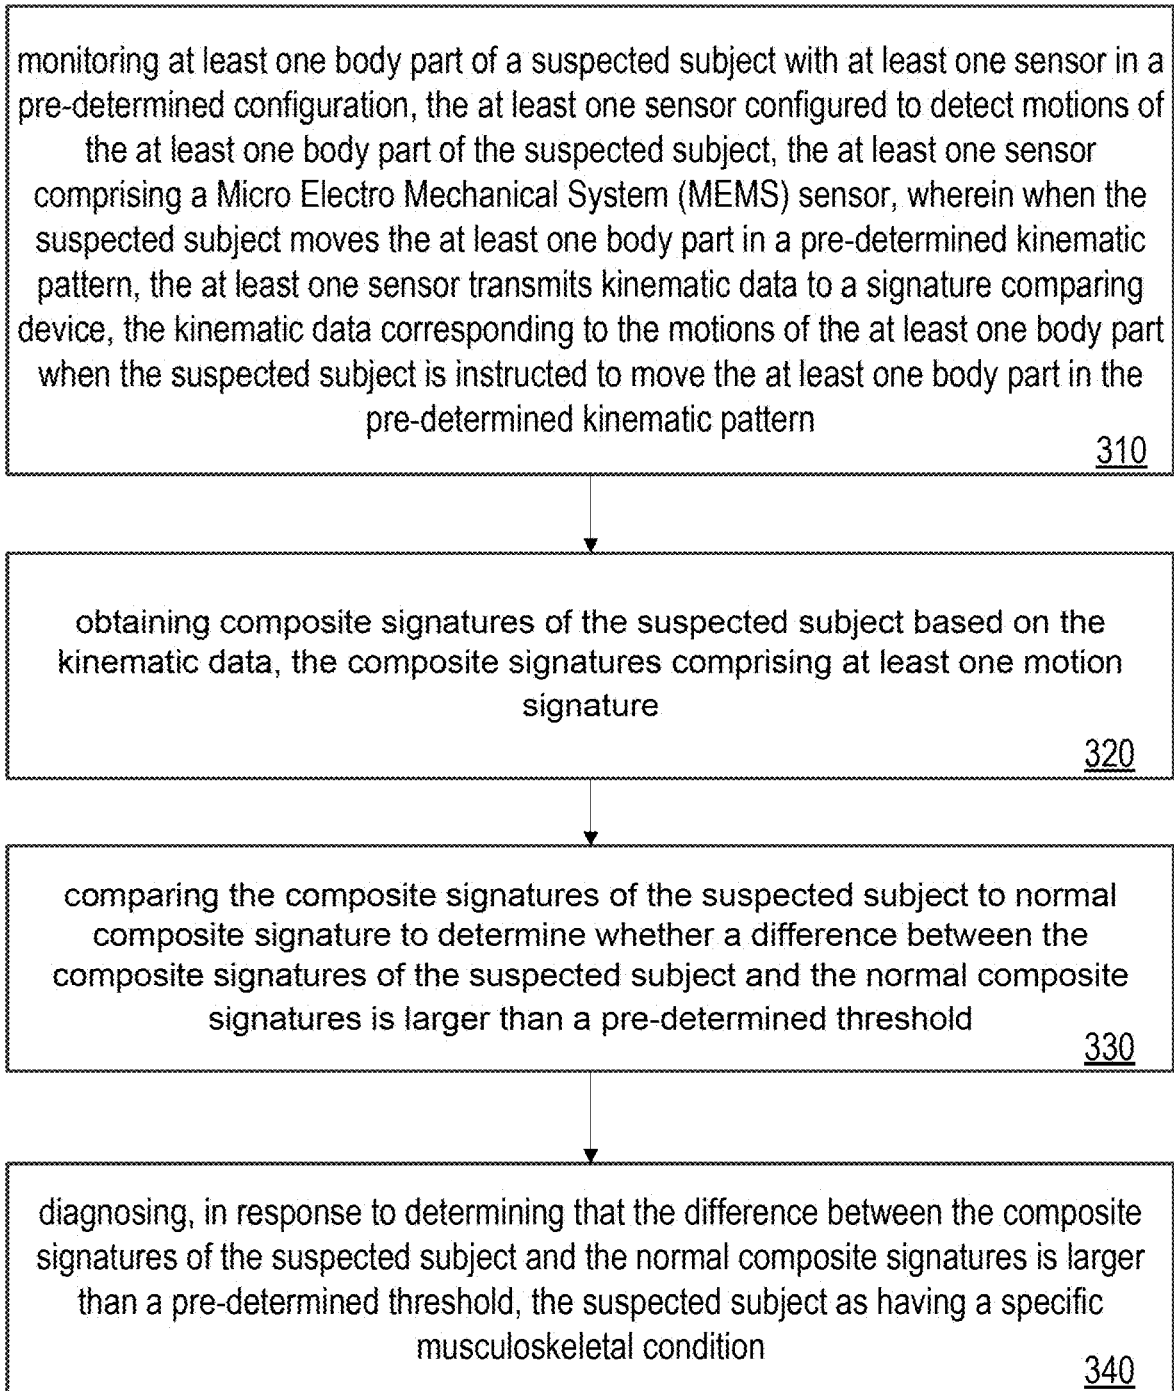 monitoring at least one body part of a suspected subject with at least one sensor in a
pre-determined configuration, the at least one sensor configured to detect motions of
the at least one body part of the suspected subject, the at least one sensor
comprising a Micro Electro Mechanical System (MEMS) sensor, wherein when the
suspected subject moves the at least one body part in a pre-determined kinematic
pattern, the at least one sensor transmits kinematic data to a signature comparing
device, the kinematic data corresponding to the motions of the at least one body part
when the suspected subject is instructed to move the at least one body part in the
pre-determined kinematic pattern
310
obtaining composite signatures of the suspected subject based on the
kinematic data, the composite signatures comprising at least one motion
signature
320
comparing the composite signatures of the suspected subject to normal
composite signature to determine whether a difference between the
composite signatures of the suspected subject and the normal composite
signatures is larger than a pre-determined threshold
330
diagnosing, in response to determining that the difference between the composite
signatures of the suspected subject and the normal composite signatures is larger
than a pre-determined threshold, the suspected subject as having a specific
musculoskeletal condition
340